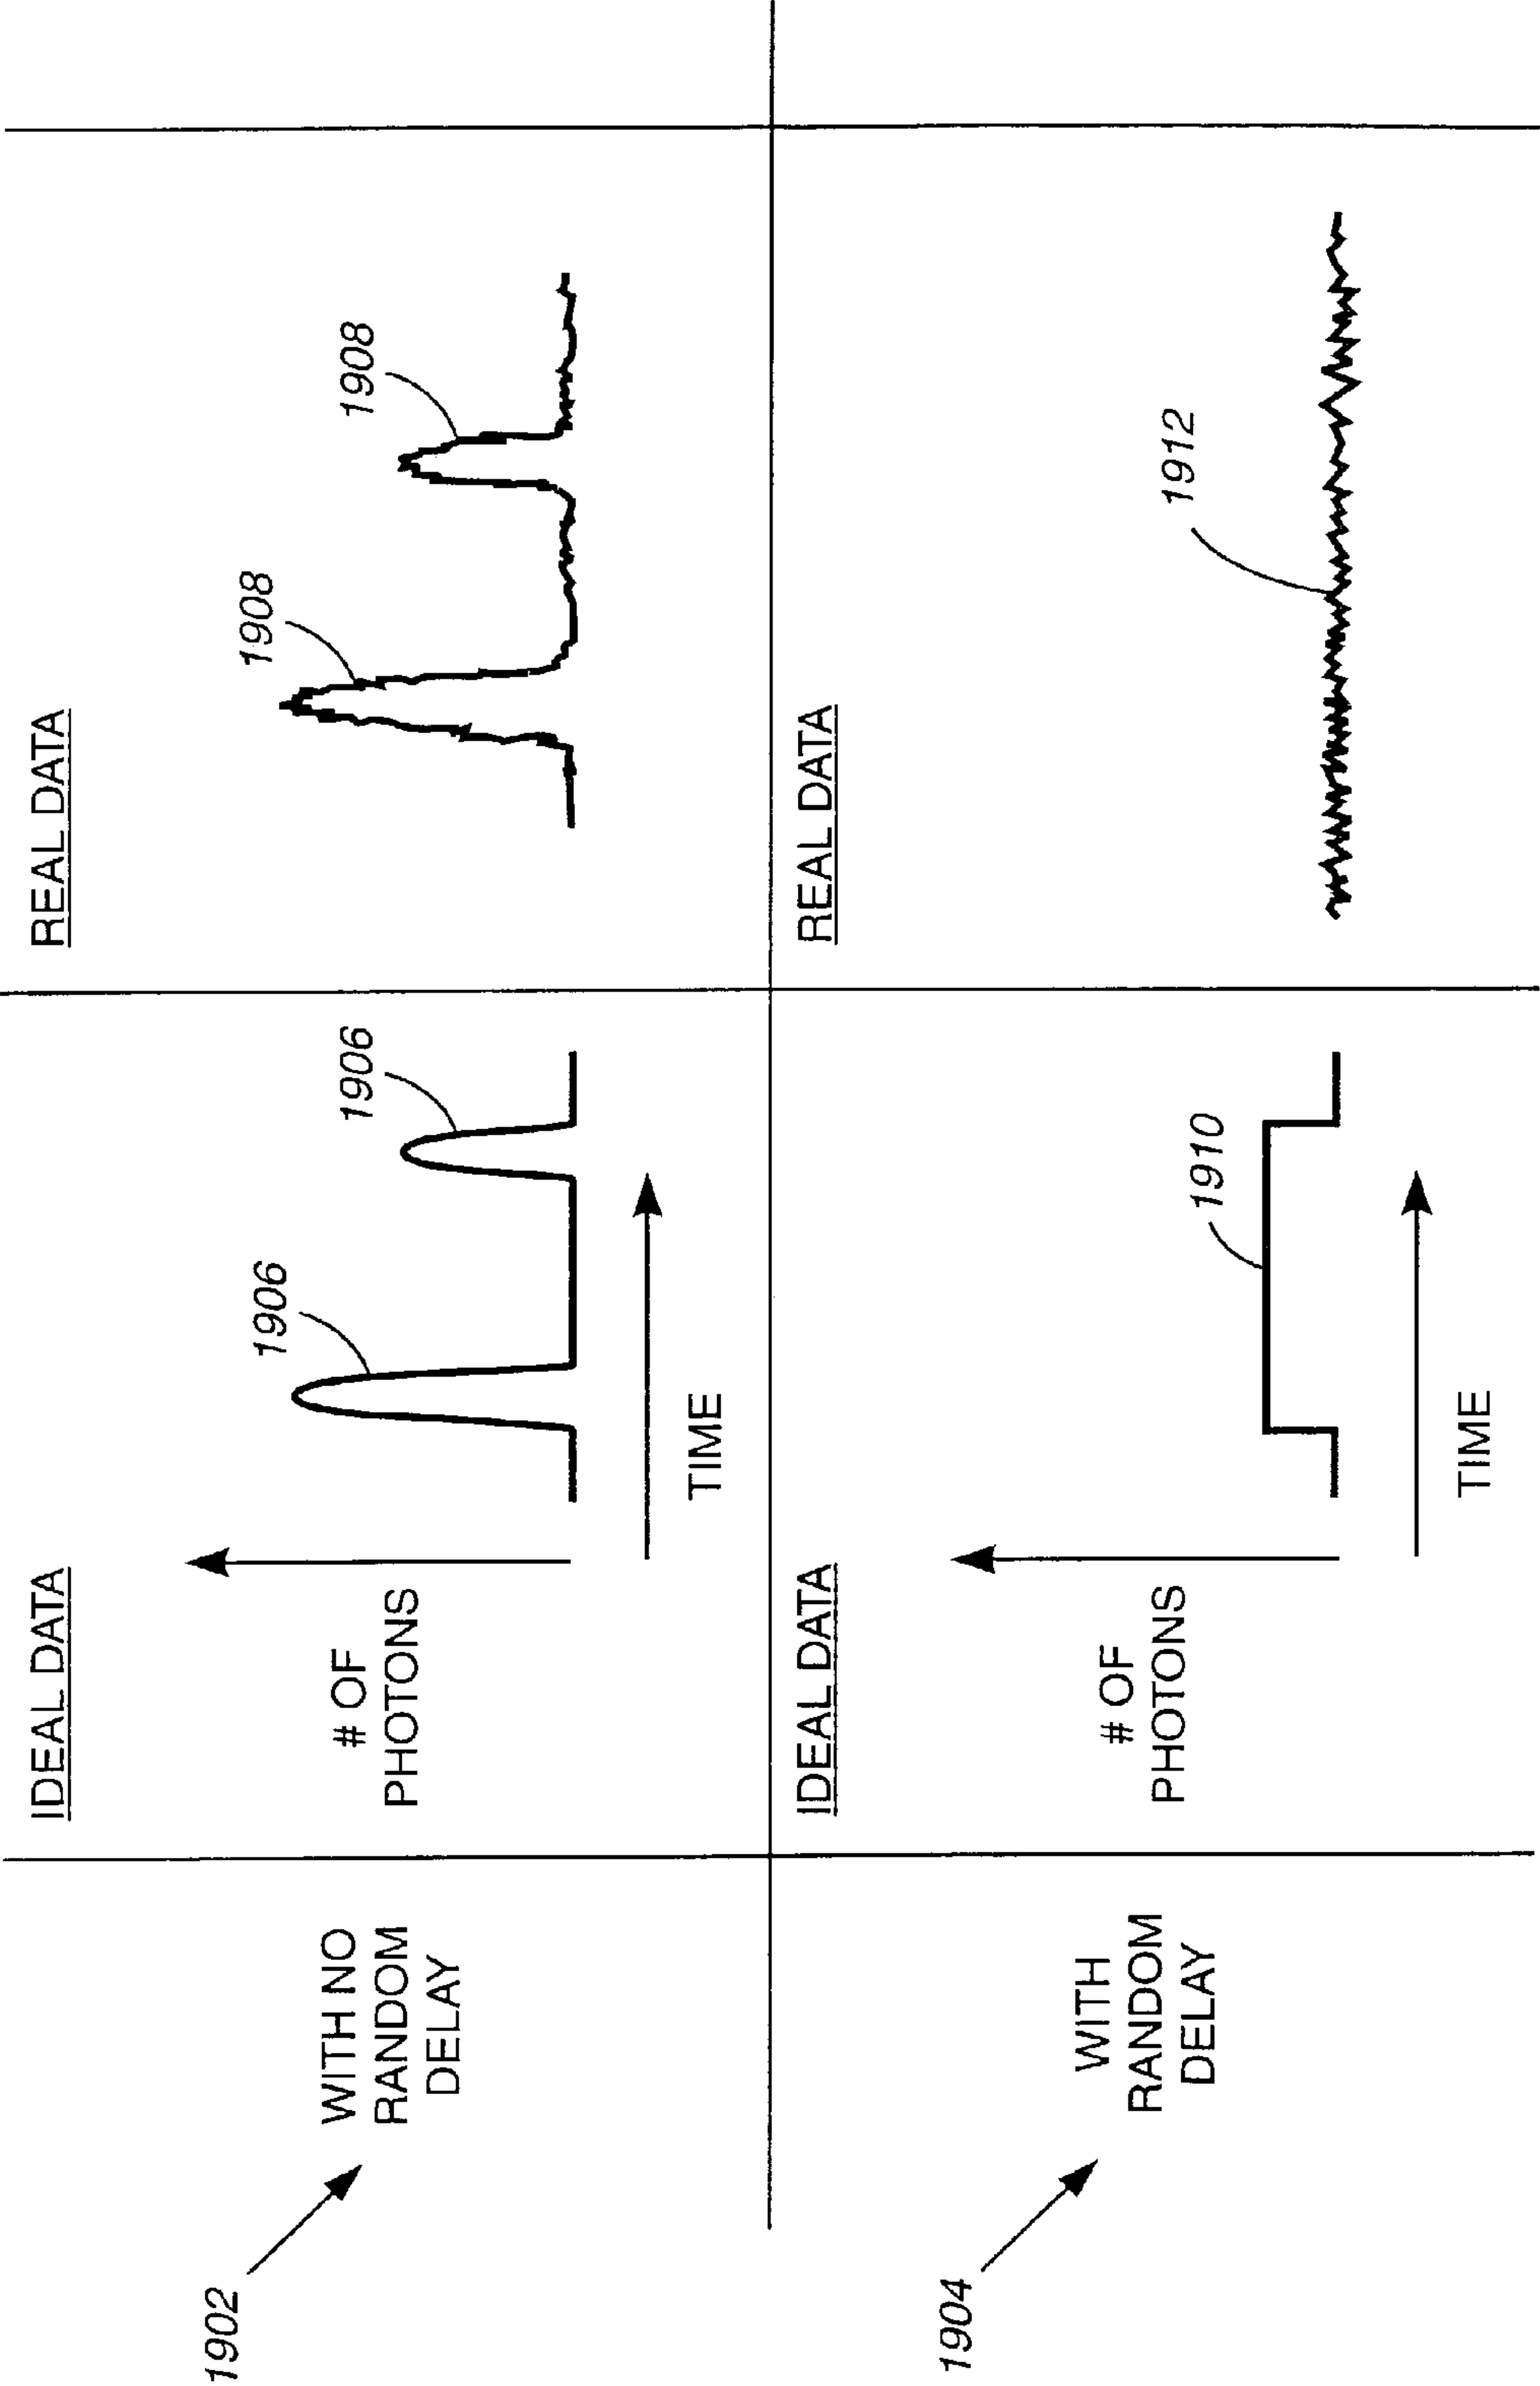 1902
WITH NO
RANDOM
DELAY
IDEAL DATA
# OF
PHOTONS
1906
1906
TIME
REAL DATA
1908
1908
1904
WITH
RANDOM
DELAY
IDEAL DATA
# OF
PHOTONS
1910
TIME
REAL DATA
1912